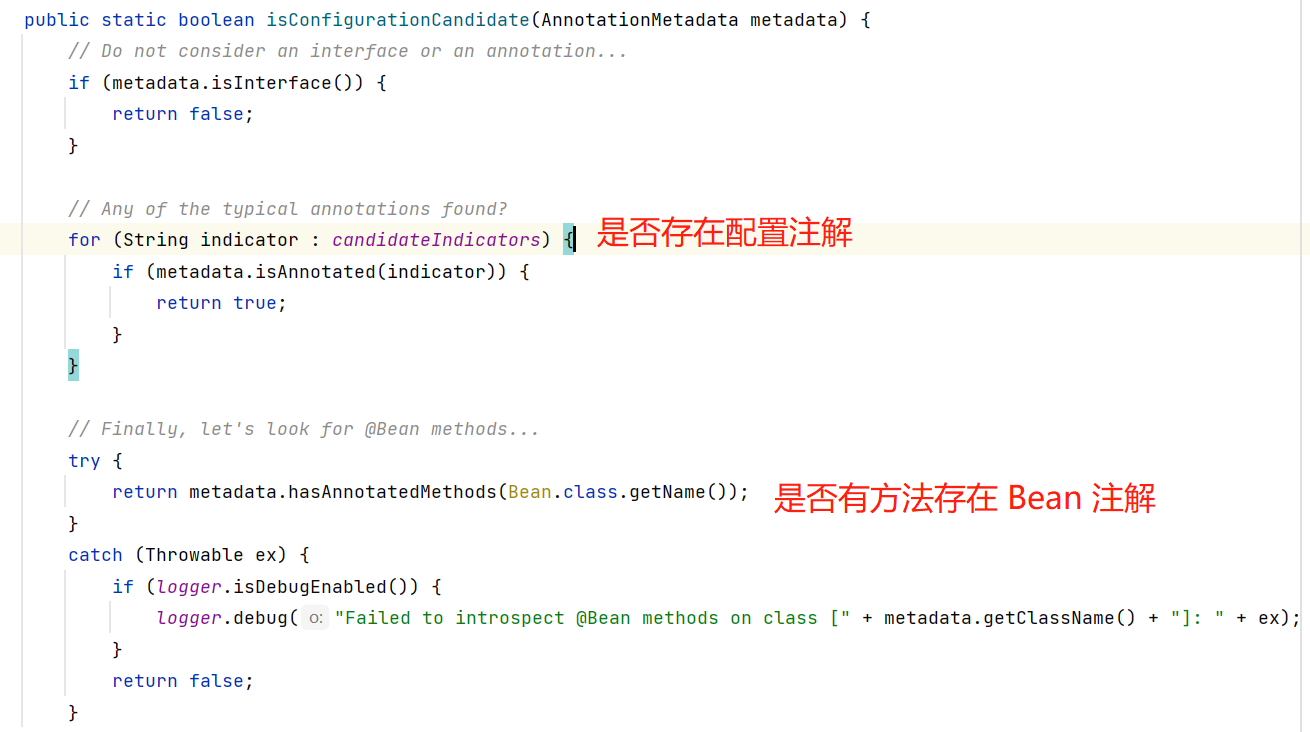 public static boolean isConfigurationCandidate(AnnotationMetadata metadata) {
// Do not consider an interface or an annotation...
if (metadata.isInterface()) {
return false;
}
// Any of the typical annotations found?
for (String indicator : candidateIndicators) { 是否存在配置注解
if (metadata.isAnnotated(indicator)) {
return true;
}
}
// Finally, let's look for @Bean methods...
try {
return metadata.hasAnnotatedMethods(Bean.class.getName()); 是否有方法存在 Bean 注解
}
catch (Throwable ex) {
if (logger.isDebugEnabled()) {
logger.debug( o: "Failed to introspect @Bean methods on class [" + metadata.getClassName() + "]: " + ex);
}
return false;
}